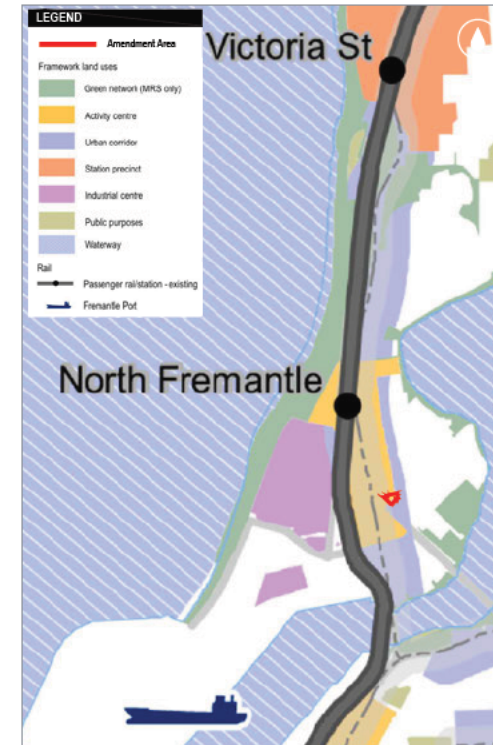 LEGEND
Amendment Area
Framework land uses
Green network (MRS only)
Activity centre
Urban corridor
Station precinct
Industrial centre
Public purposes
Waterway
Rail
Passenger rail/station - existing
Fremantle Port
Victoria St
North Fremantle